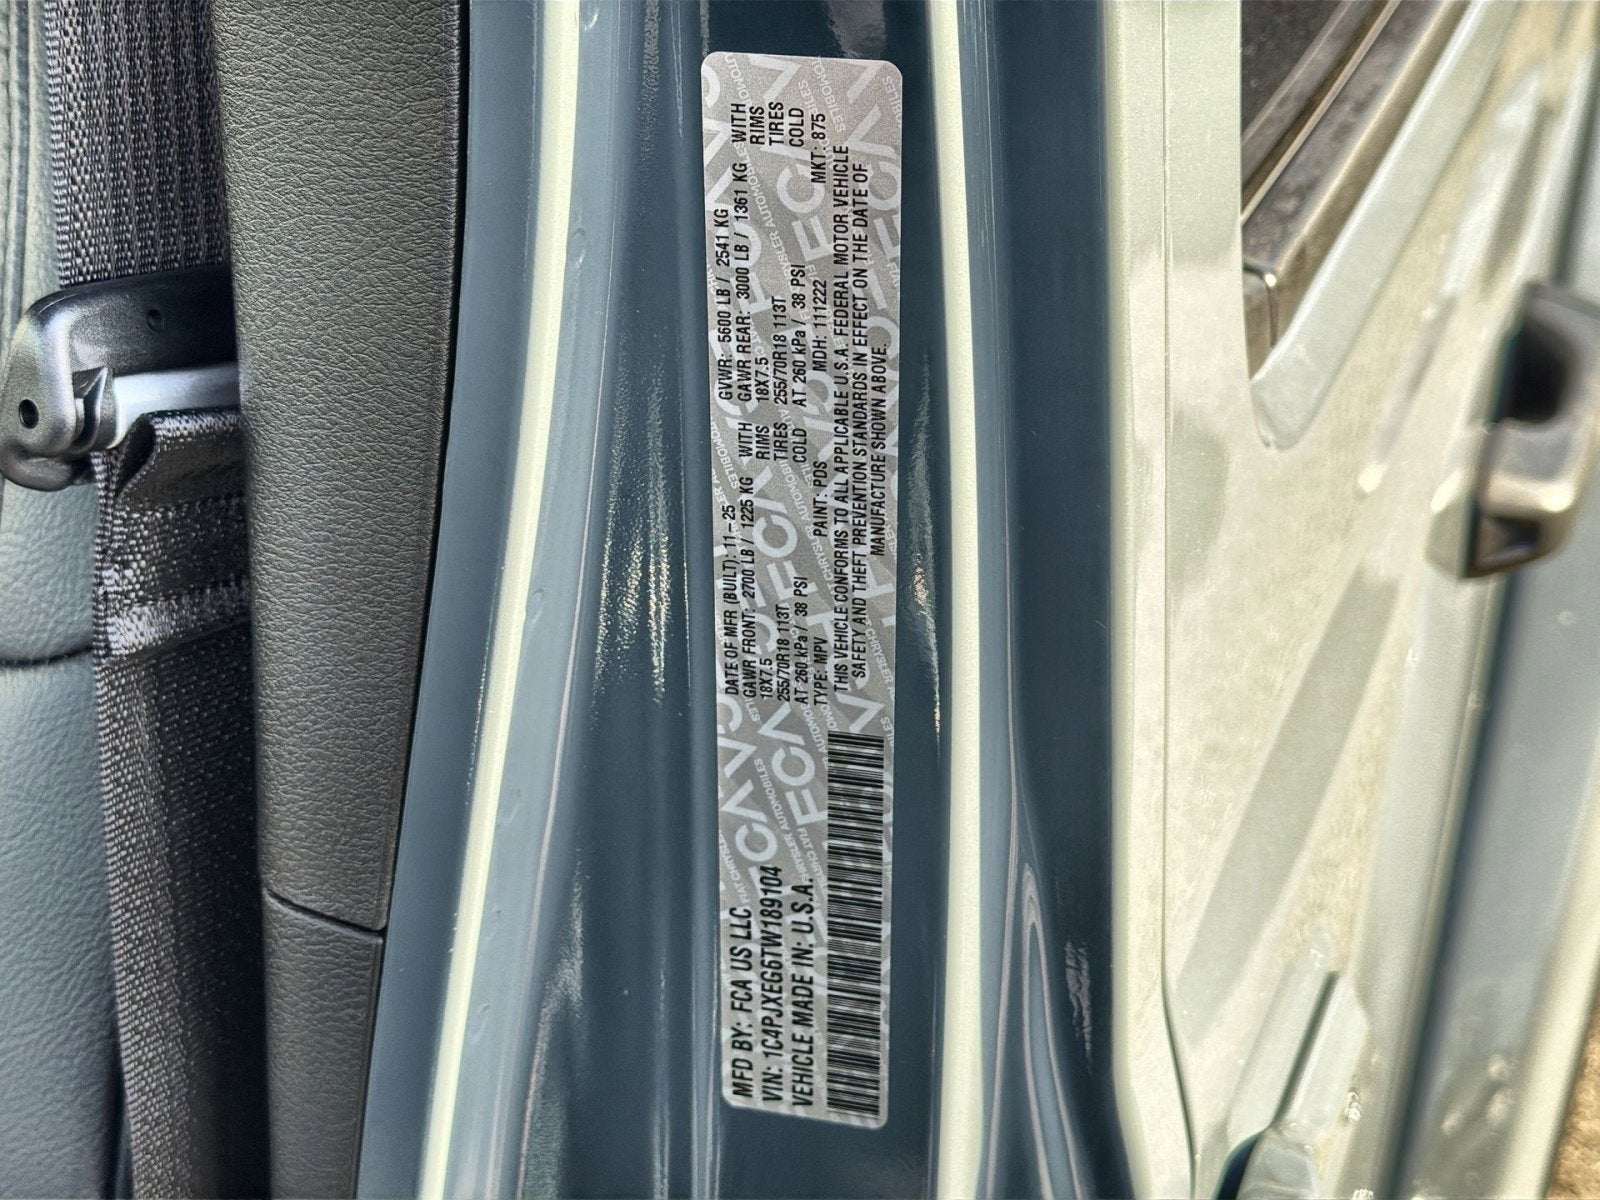 MFD BY: FCA US LLC
VIN: 1C4PJXEG6TW189104
VEHICLE MADE IN: U.S.A.
DATE OF MFR (BUILT): 11-25 GVWR: 5600 LB / 2541 KG
GAWR FRONT: 2700 LB / 1225 KG WITH GAWR REAR: 3000 LB / 1361 KG WITH
18X7.5 RIMS 18X7.5 RIMS
255/70R18 113T TIRES 255/70R18 113T TIRES
AT 260 kPa / 38 PSI COLD AT 260 kPa / 38 PSI COLD
TYPE: MPV PAINT: PDS MDH: 111222 MKT: 875
THIS VEHICLE CONFORMS TO ALL APPLICABLE U.S.A. FEDERAL MOTOR VEHICLE
SAFETY AND THEFT PREVENTION STANDARDS IN EFFECT ON THE DATE OF
MANUFACTURE SHOWN ABOVE.